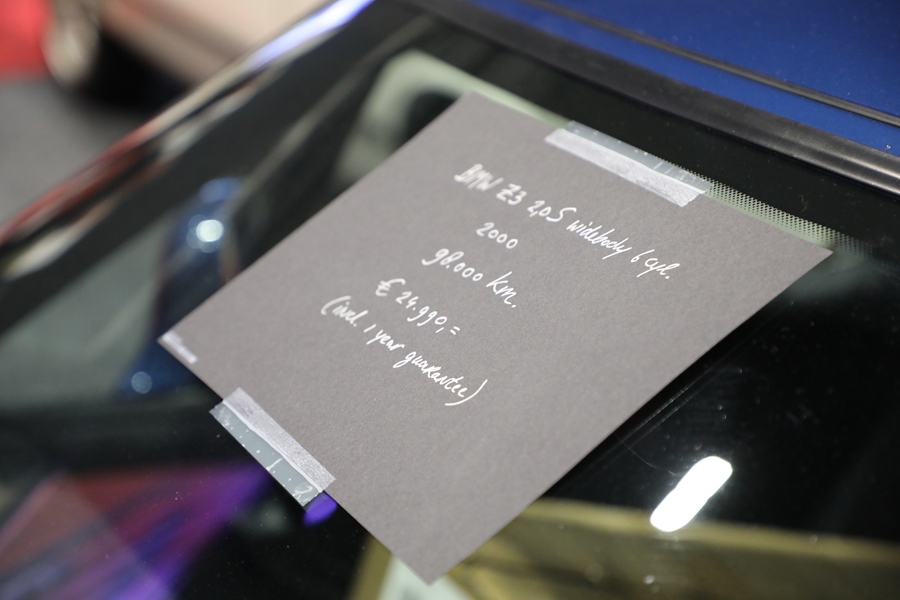 BMW Z3 2,0S widebody 6 cyl.
2000
98.000 km.
€ 24.990,=
(incl. 1 year guarantee)